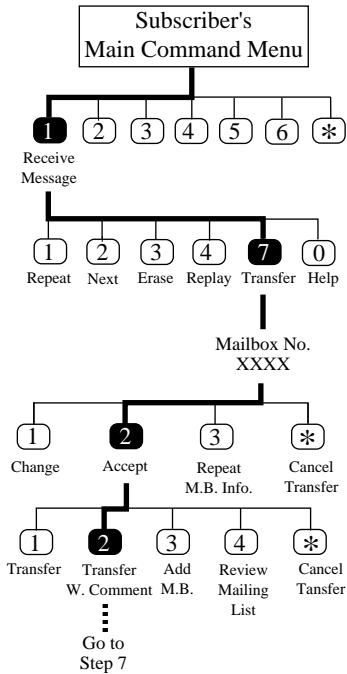 Subscriber's
Main Command Menu
1 2 3 4 5 6 *
Receive
Message
1 2 3 4 7 0
Repeat Next Erase Replay Transfer Help
Mailbox No.
XXXX
1 2 3 *
Change Accept Repeat Cancel
M.B. Info. Transfer
1 2 3 4 *
Transfer Transfer Add Review Cancel
W. Comment M.B. Mailing Tansfer
List
Go to
Step 7